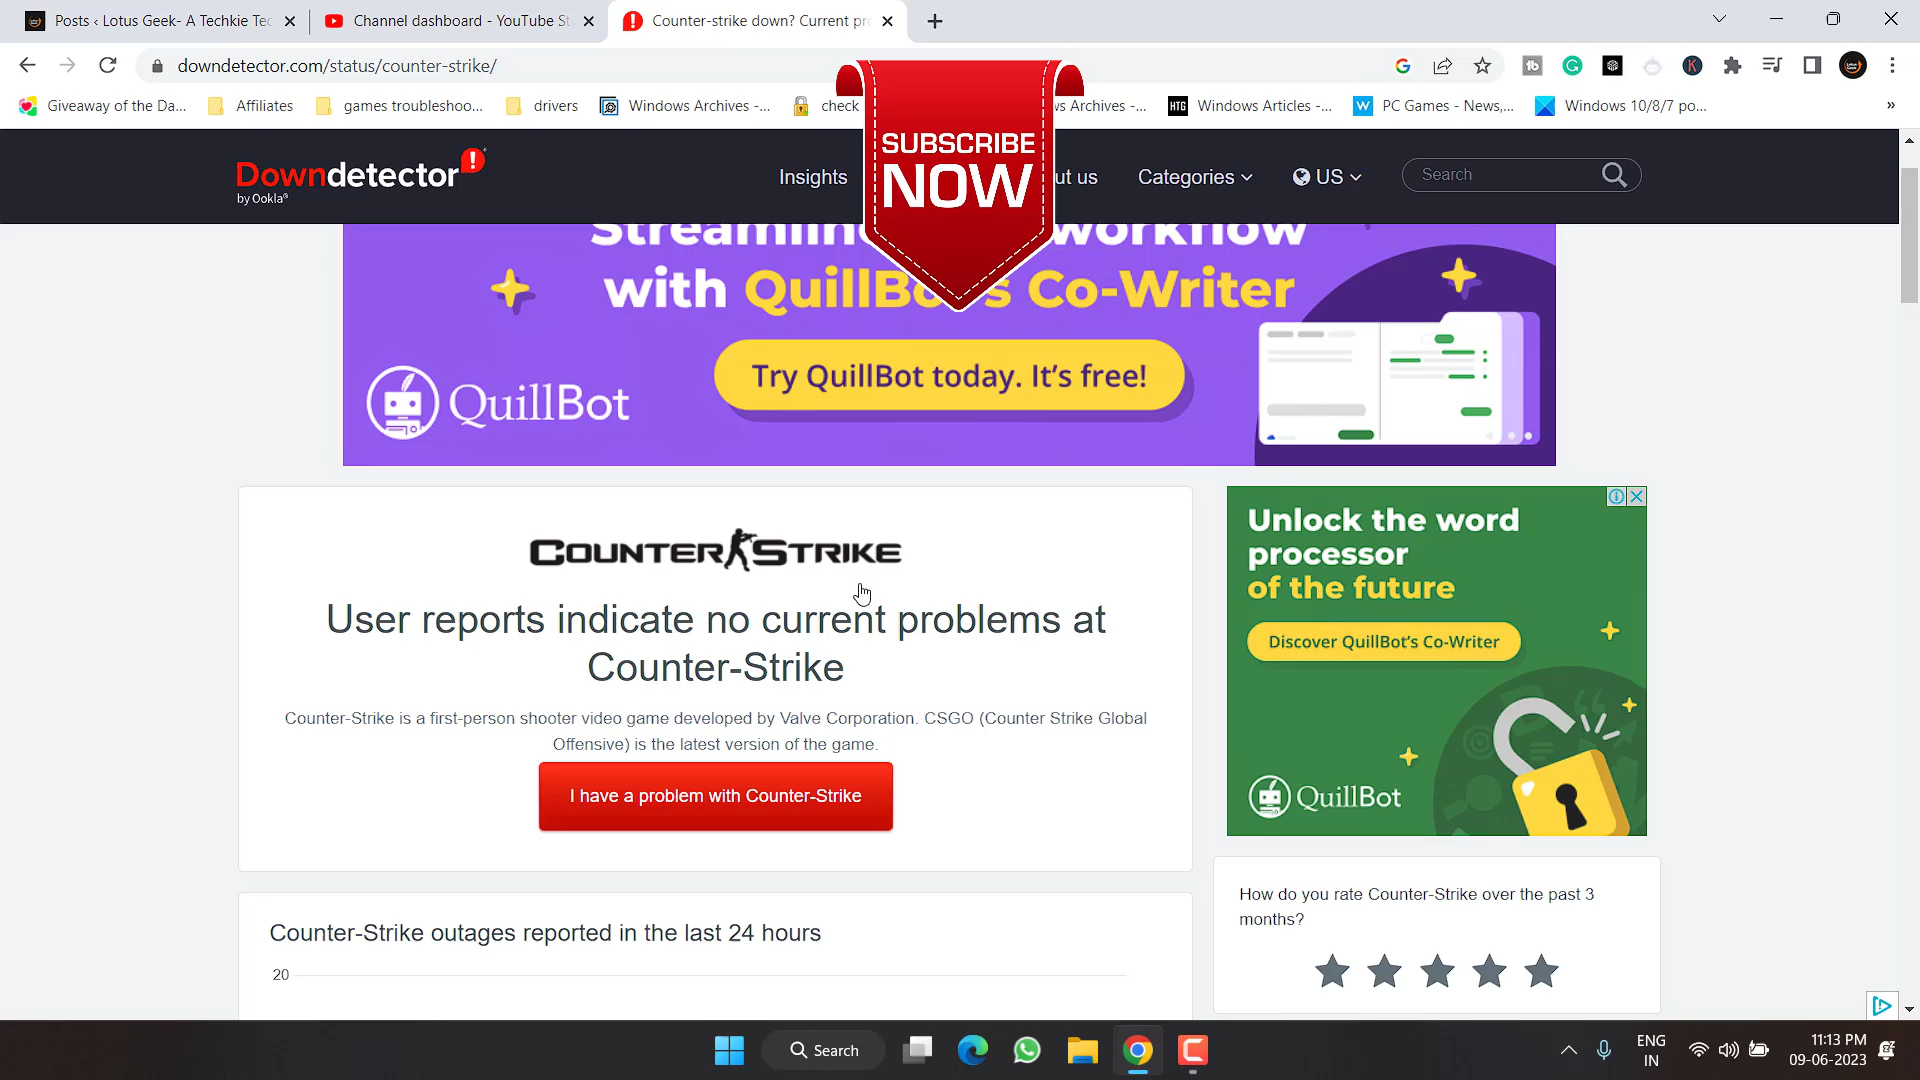 Posts ‹ Lotus Geek- A Techkie Tec
Channel dashboard - YouTube St
Counter-strike down? Current pr
downdetector.com/status/counter-strike/
Giveaway of the Da...
Affiliates
games troubleshoo...
drivers
Windows Archives -...
check
Archives -...
HTG
Windows Articles -...
W
PC Games - News,...
Windows 10/8/7 po...
»
SUBSCRIBE
NOW
Downdetector
by Ookla®
Insights
ut us
Categories
US
Search
workflow
with QuillBot's Co-Writer
Try QuillBot today. It's free!
QuillBot
COUNTER STRIKE
User reports indicate no current problems at
Counter-Strike
Counter-Strike is a first-person shooter video game developed by Valve Corporation. CSGO (Counter Strike Global
Offensive) is the latest version of the game.
I have a problem with Counter-Strike
Unlock the word
processor
of the future
Discover QuillBot's Co-Writer
QuillBot
How do you rate Counter-Strike over the past 3
months?
Counter-Strike outages reported in the last 24 hours
20
Search
ENG
IN
11:13 PM
09-06-2023